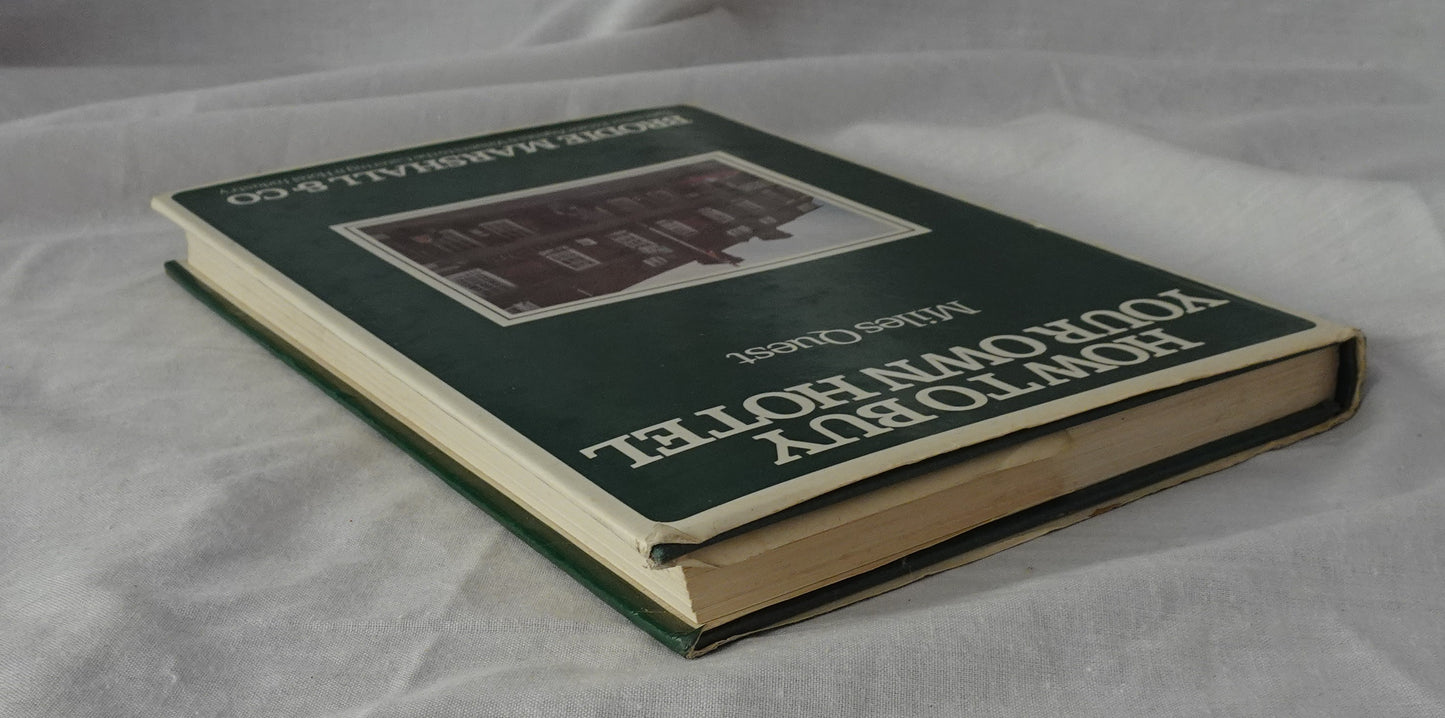 HOW TO BUY
YOUR OWN HOTEL
Miles Quest
BRODIE MARSHALL & CO